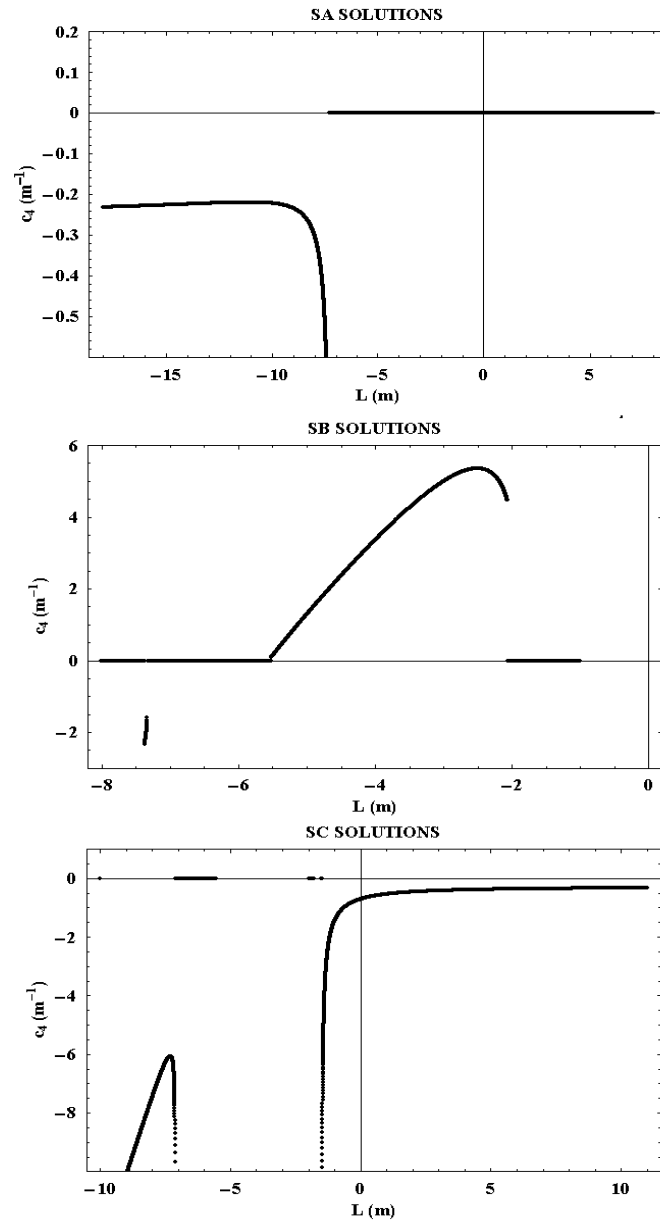 SA SOLUTIONS
0.2
0.1
0
−0.1
−0.2
−0.3
−0.4
−0.5
c₄ (m⁻¹)
−15 −10 −5 0 5
L (m)
SB SOLUTIONS
6
4
2
0
−2
c₄ (m⁻¹)
−8 −6 −4 −2 0
L (m)
SC SOLUTIONS
0
−2
−4
−6
−8
c₄ (m⁻¹)
−10 −5 0 5 10
L (m)